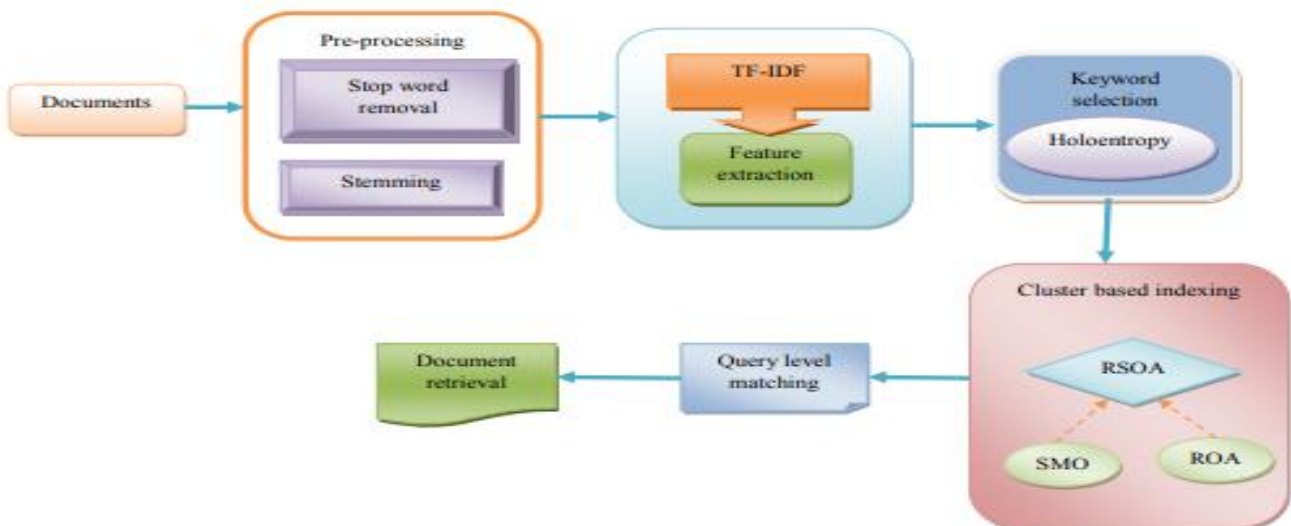 Documents
Pre-processing
Stop word
removal
Stemming
TF-IDF
Feature
extraction
Keyword
selection
Holoentropy
Cluster based indexing
RSOA
SMO
ROA
Query level
matching
Document
retrieval